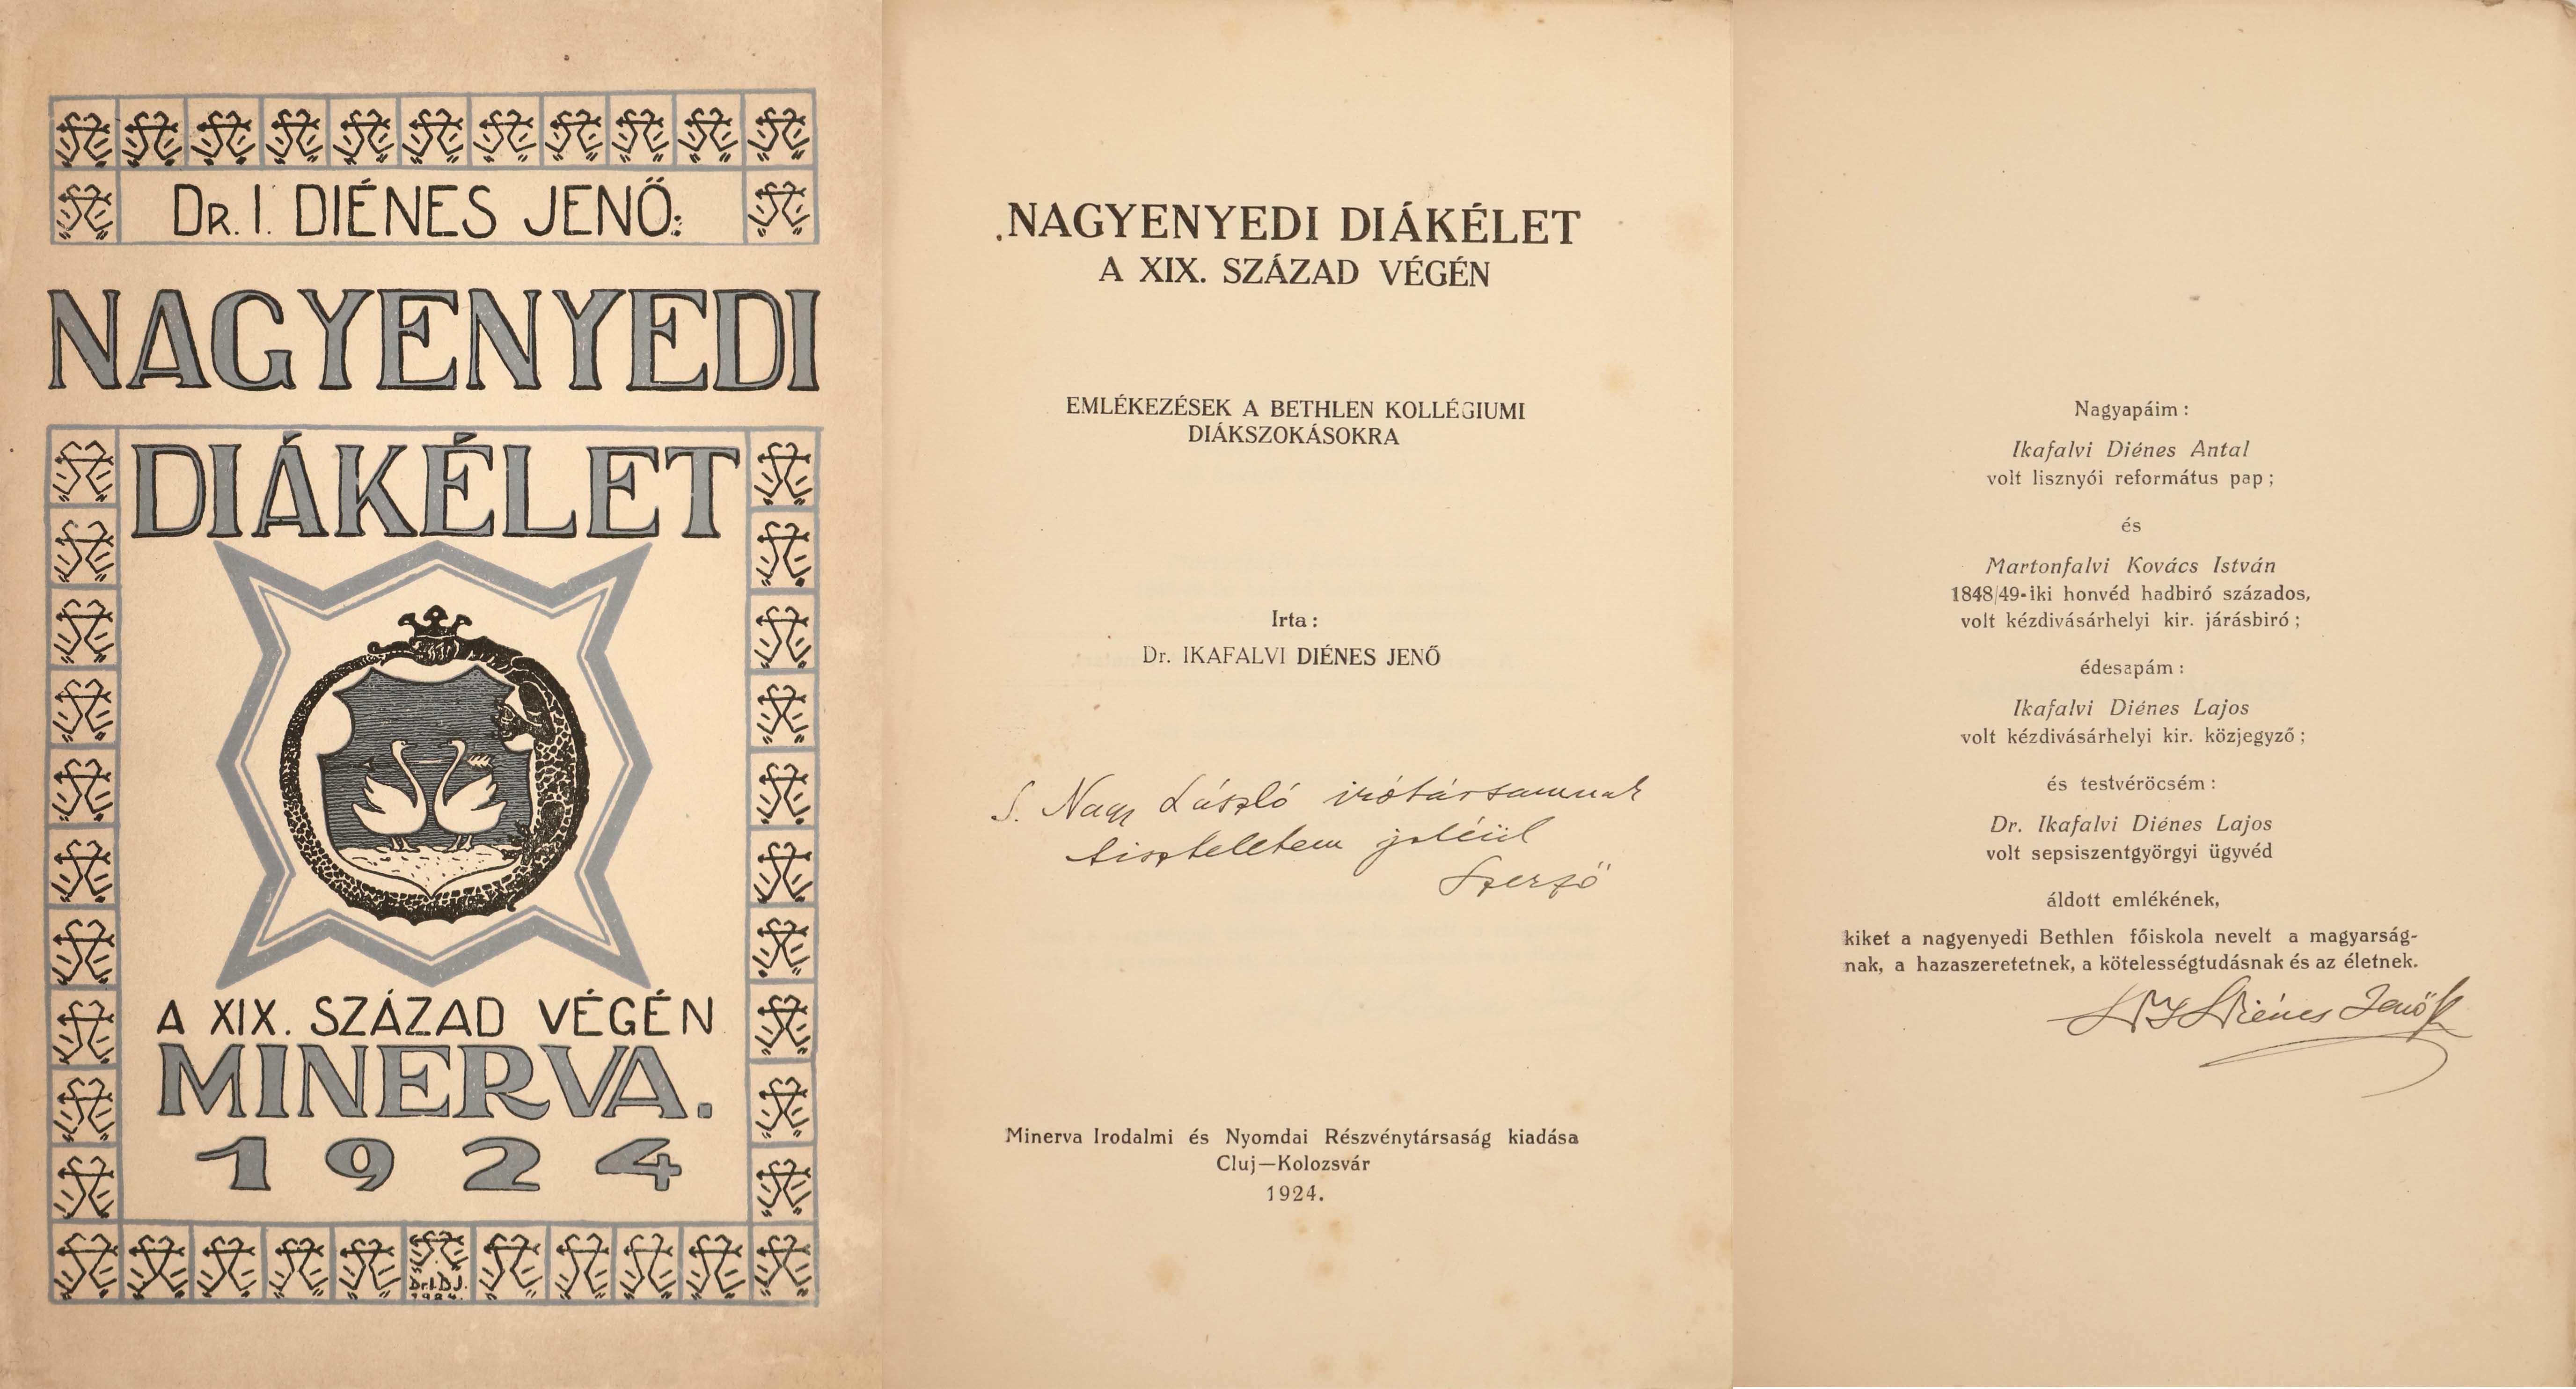 DR. I. DIÉNES JENŐ:
NAGYENYEDI
DIÁKÉLET
A XIX. SZÁZAD VÉGÉN
MINERVA.
1924
Dr.I.D.J.
1924.
NAGYENYEDI DIÁKÉLET
A XIX. SZÁZAD VÉGÉN
EMLÉKEZÉSEK A BETHLEN KOLLÉGIUMI
DIÁKSZOKÁSOKRA
Irta:
Dr. IKAFALVI DIÉNES JENŐ
S. Nagy László irótársamnak
tiszteletem jeléül
Szerző
Minerva Irodalmi és Nyomdai Részvénytársaság kiadása
Cluj—Kolozsvár
1924.
Nagyapáim:
Ikafalvi Diénes Antal
volt lisznyói református pap;
és
Martonfalvi Kovács István
1848/49-iki honvéd hadbiró százados,
volt kézdivásárhelyi kir. járásbiró;
édesapám:
Ikafalvi Diénes Lajos
volt kézdivásárhelyi kir. közjegyző;
és testvéröcsém:
Dr. Ikafalvi Diénes Lajos
volt sepsiszentgyörgyi ügyvéd
áldott emlékének,
kiket a nagyenyedi Bethlen főiskola nevelt a magyarság-
nak, a hazaszeretetnek, a kötelességtudásnak és az életnek.
Diénes Jenő